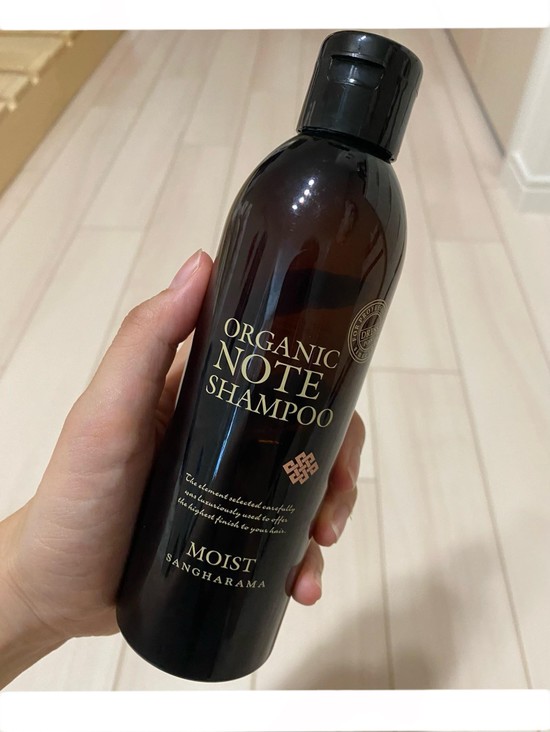 ORGANIC
NOTE
SHAMPOO
The element selected carefully
was luxuriously used to offer
the highest finish to your hair.
MOIST
SANGHARAMA